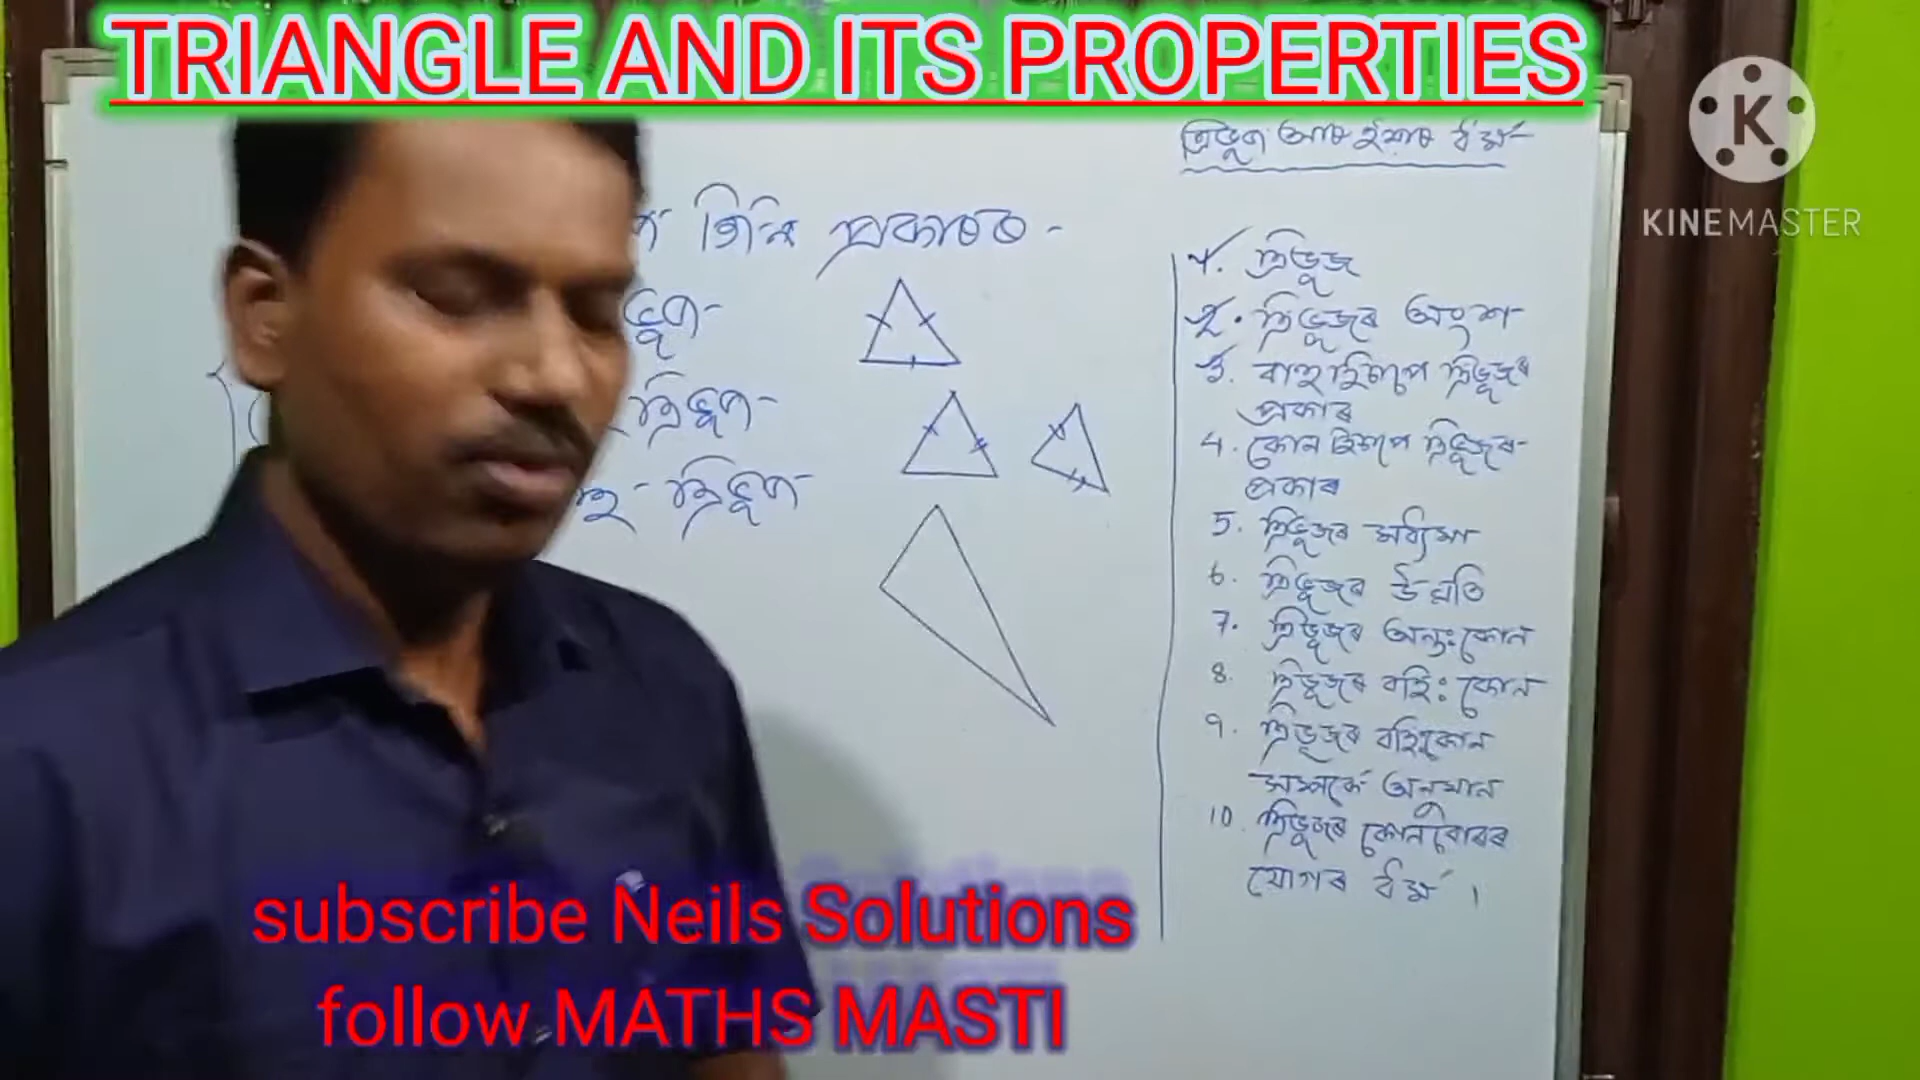 TRIANGLE AND ITS PROPERTIES
K
KINEMASTER
ত্ৰিভূজ আৰু ইয়াৰ ধৰ্ম
তিনি প্ৰকাৰৰ -
ত্ৰিভূজ
ত্ৰিভূজ
1. ত্ৰিভূজ
2. ত্ৰিভূজৰ অংশ
3. বাহু হিচাপে ত্ৰিভূজৰ
প্ৰকাৰ
4. কোন হিচাপে ত্ৰিভূজৰ
প্ৰকাৰ
5. ত্ৰিভূজৰ মধ্যমা
6. ত্ৰিভূজৰ উন্নতি
7. ত্ৰিভূজৰ অন্তঃকোন
8. ত্ৰিভূজৰ বহিঃ কোন
9. ত্ৰিভূজৰ বহিঃকোন
সম্পৰ্কে অনুমান
10. ত্ৰিভূজৰ কোনবোৰৰ
যোগৰ ধৰ্ম ।
subscribe Neils Solutions
follow MATHS MASTI